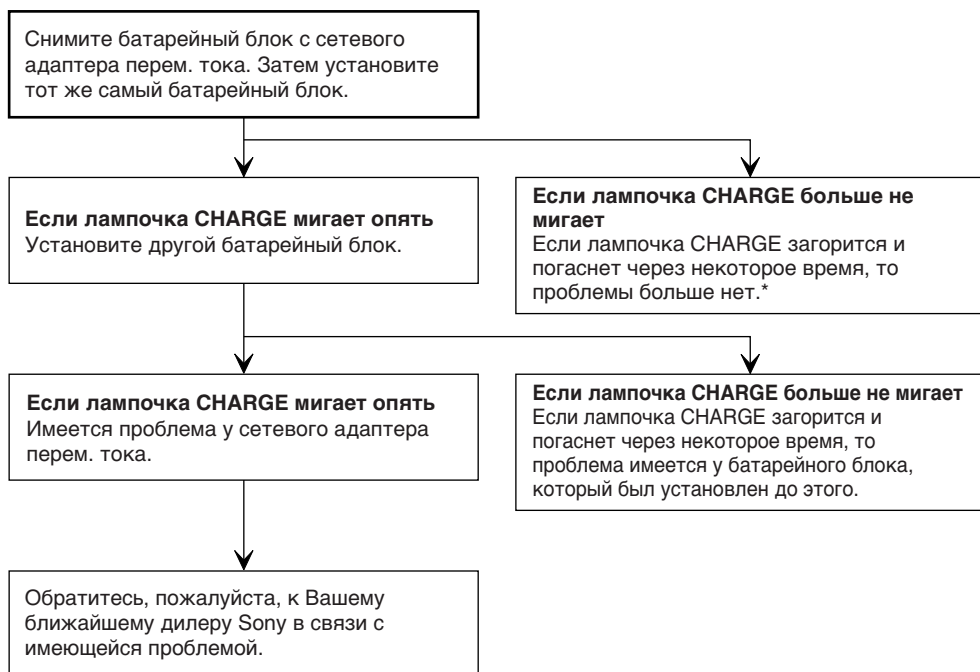 Снимите батарейный блок с сетевого
адаптера перем. тока. Затем установите
тот же самый батарейный блок.
Если лампочка CHARGE мигает опять
Установите другой батарейный блок.
Если лампочка CHARGE больше не
мигает
Если лампочка CHARGE загорится и
погаснет через некоторое время, то
проблемы больше нет.*
Если лампочка CHARGE мигает опять
Имеется проблема у сетевого адаптера
перем. тока.
Если лампочка CHARGE больше не мигает
Если лампочка CHARGE загорится и
погаснет через некоторое время, то
проблема имеется у батарейного блока,
который был установлен до этого.
Обратитесь, пожалуйста, к Вашему
ближайшему дилеру Sony в связи с
имеющейся проблемой.